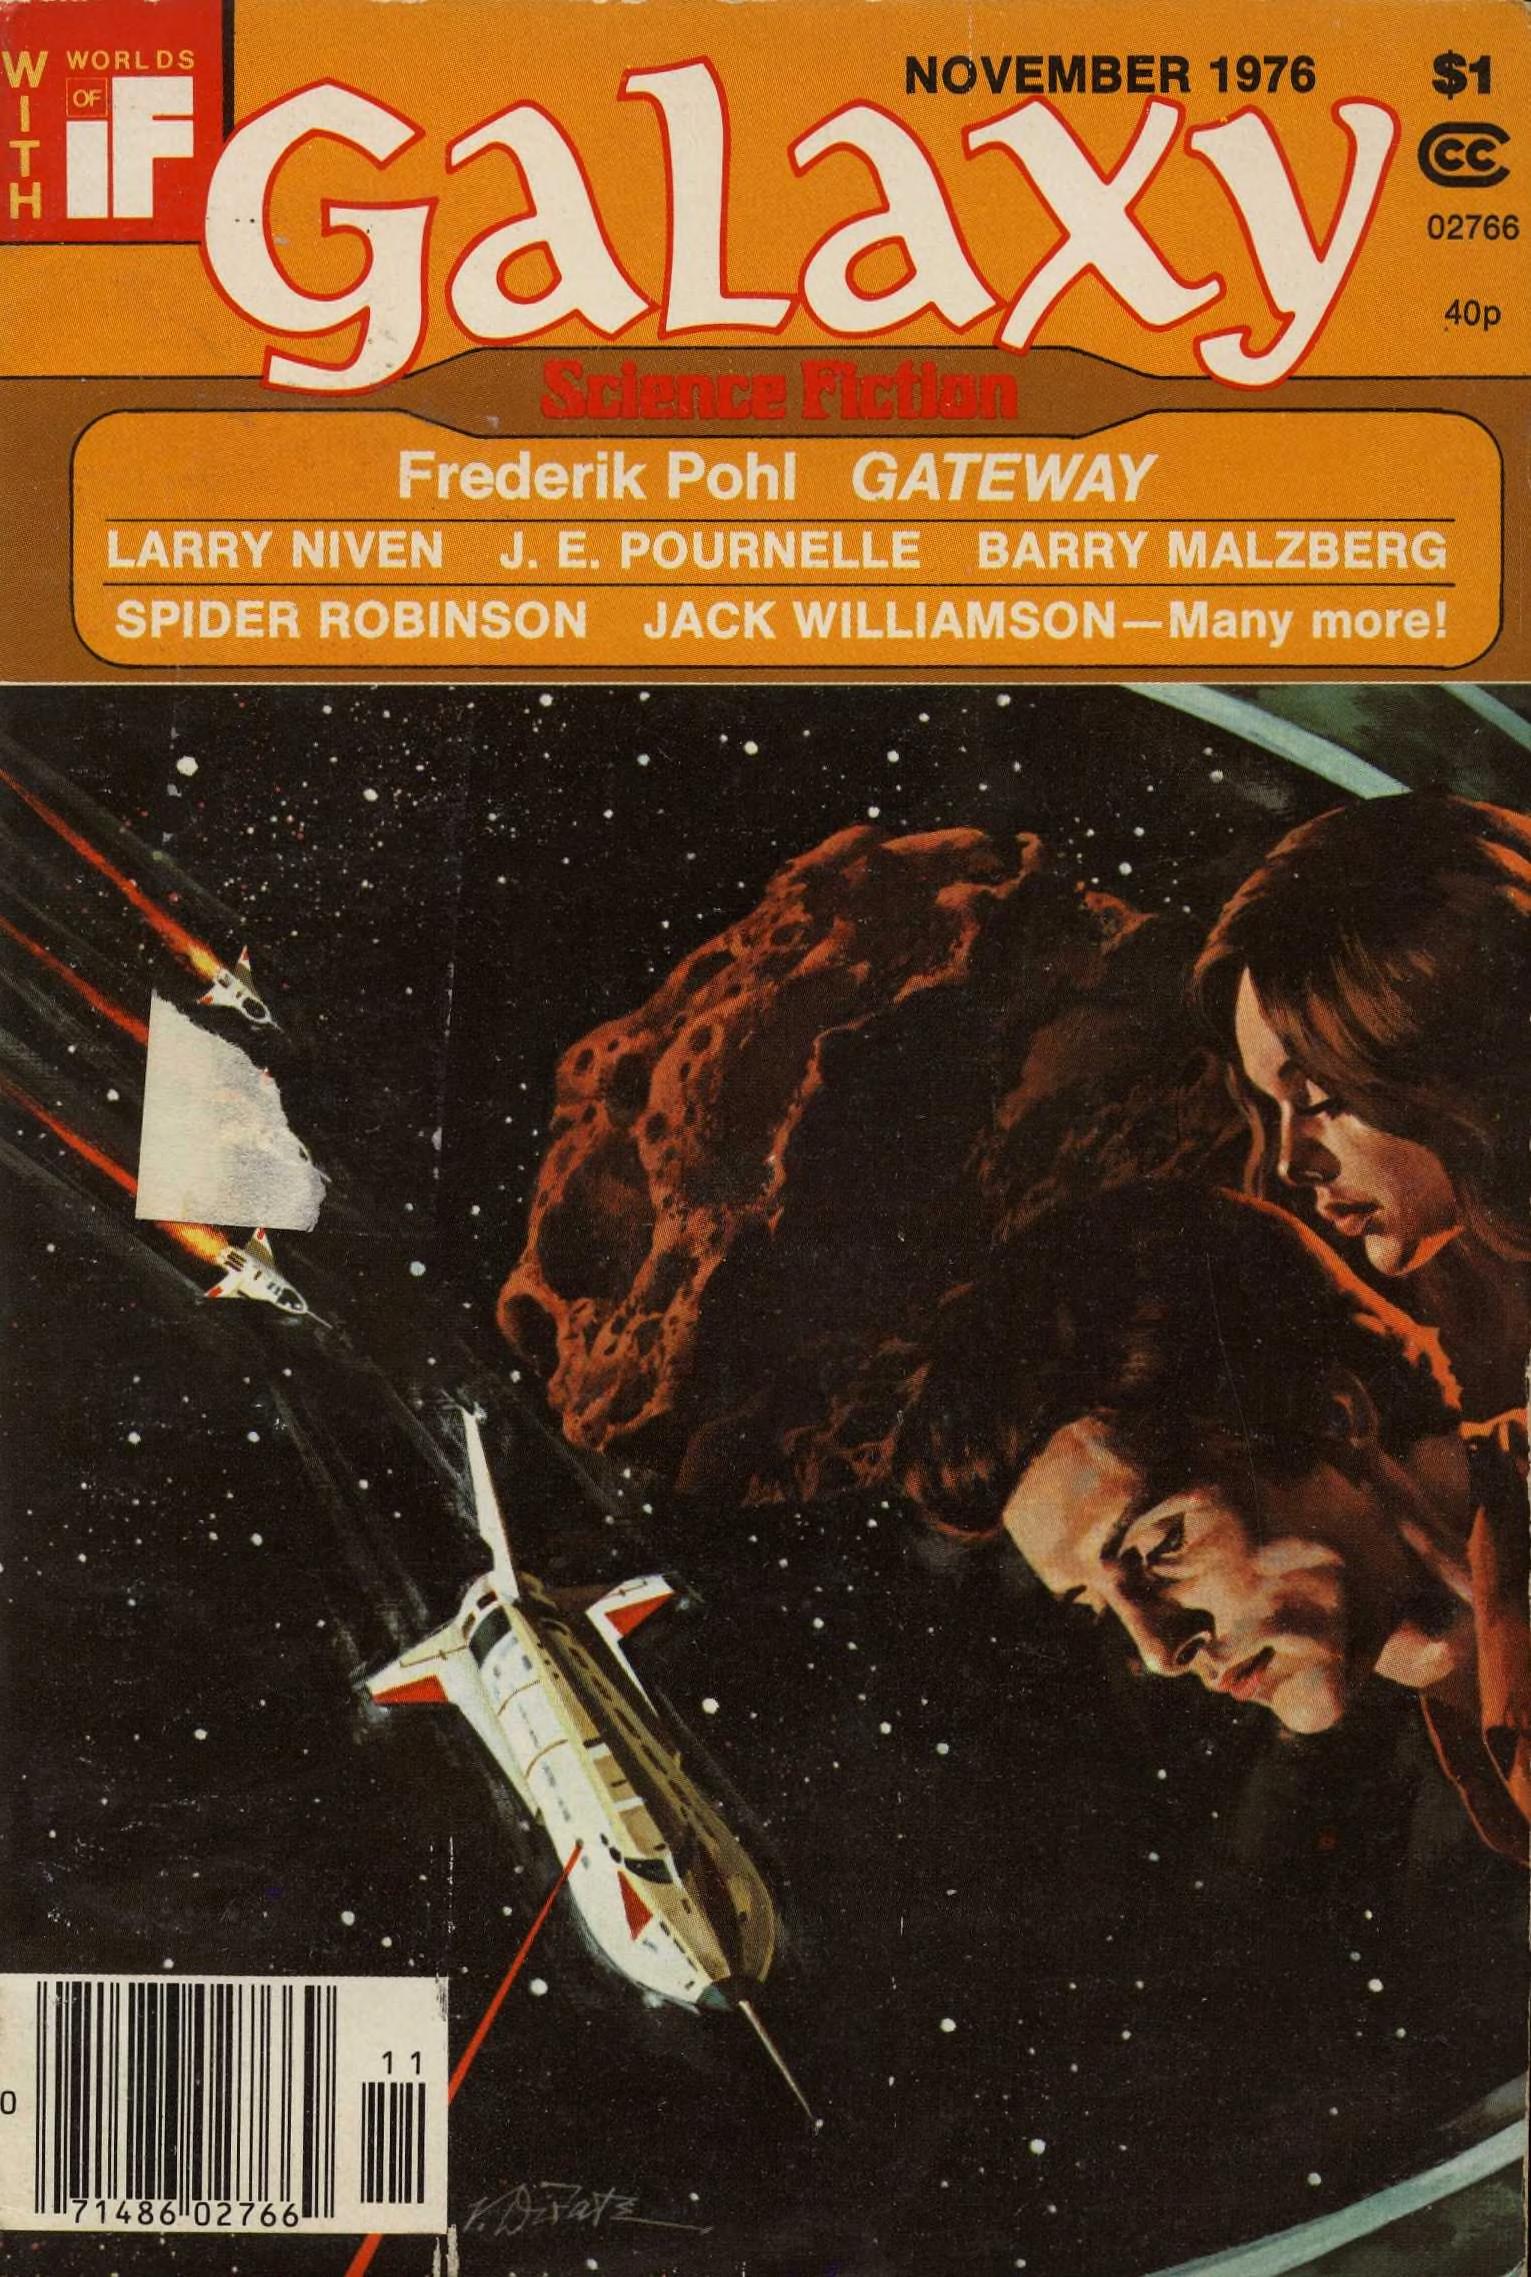 WITH
WORLDS
OF
iF
Galaxy
NOVEMBER 1976
$1
CC
02766
40p
Science Fiction
Frederik Pohl GATEWAY
LARRY NIVEN J. E. POURNELLE BARRY MALZBERG
SPIDER ROBINSON JACK WILLIAMSON—Many more!
11
0
71486 02766
V. DiFate